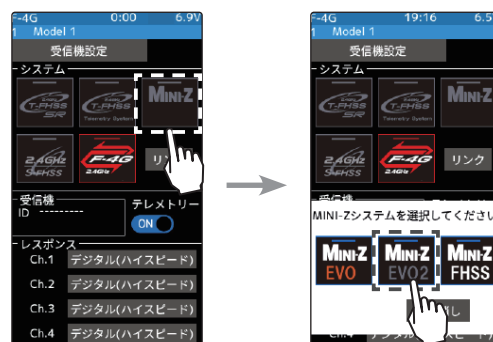 F-4G 0:00 6.9V
1 Model 1
受信機設定
システム
T-FHSS
SR
T-FHSS
Telemetry System
MINI-Z
2.4GHz
S-FHSS
F-4G
2.4GHz
リン
受信機
ID ---------
テレメトリー
ON
レスポンス
Ch.1 デジタル(ハイスピード)
Ch.2 デジタル(ハイスピード)
Ch.3 デジタル(ハイスピード)
Ch.4 デジタル(ハイスピード)
F-4G 19:16 6.5
1 Model 1
受信機設定
システム
T-FHSS
SR
T-FHSS
Telemetry System
MINI-Z
2.4GHz
S-FHSS
F-4G
2.4GHz
リンク
受信機
MINI-Zシステムを選択してください
MINI-Z
EVO
MINI-Z
EVO2
MINI-Z
FHSS
し